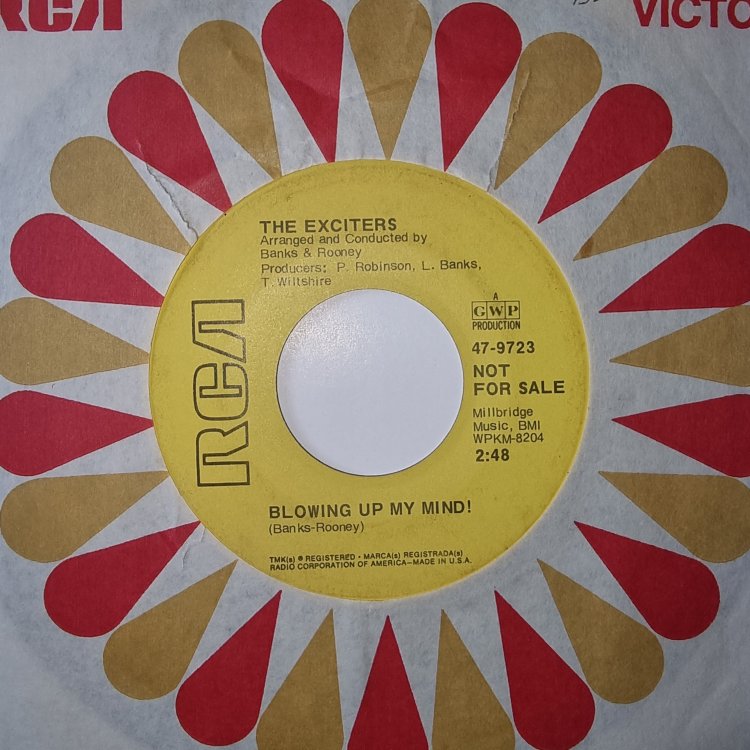 RCA
VICTO
THE EXCITERS
Arranged and Conducted by
Banks & Rooney
Producers: P. Robinson, L. Banks,
T. Wiltshire
RCA
A
GWP
PRODUCTION
47-9723
NOT
FOR SALE
Millbridge
Music, BMI
WPKM-8204
2:48
BLOWING UP MY MIND!
(Banks-Rooney)
TMK(s) ® REGISTERED • MARCA(s) REGISTRADA(s)
RADIO CORPORATION OF AMERICA—MADE IN U.S.A.